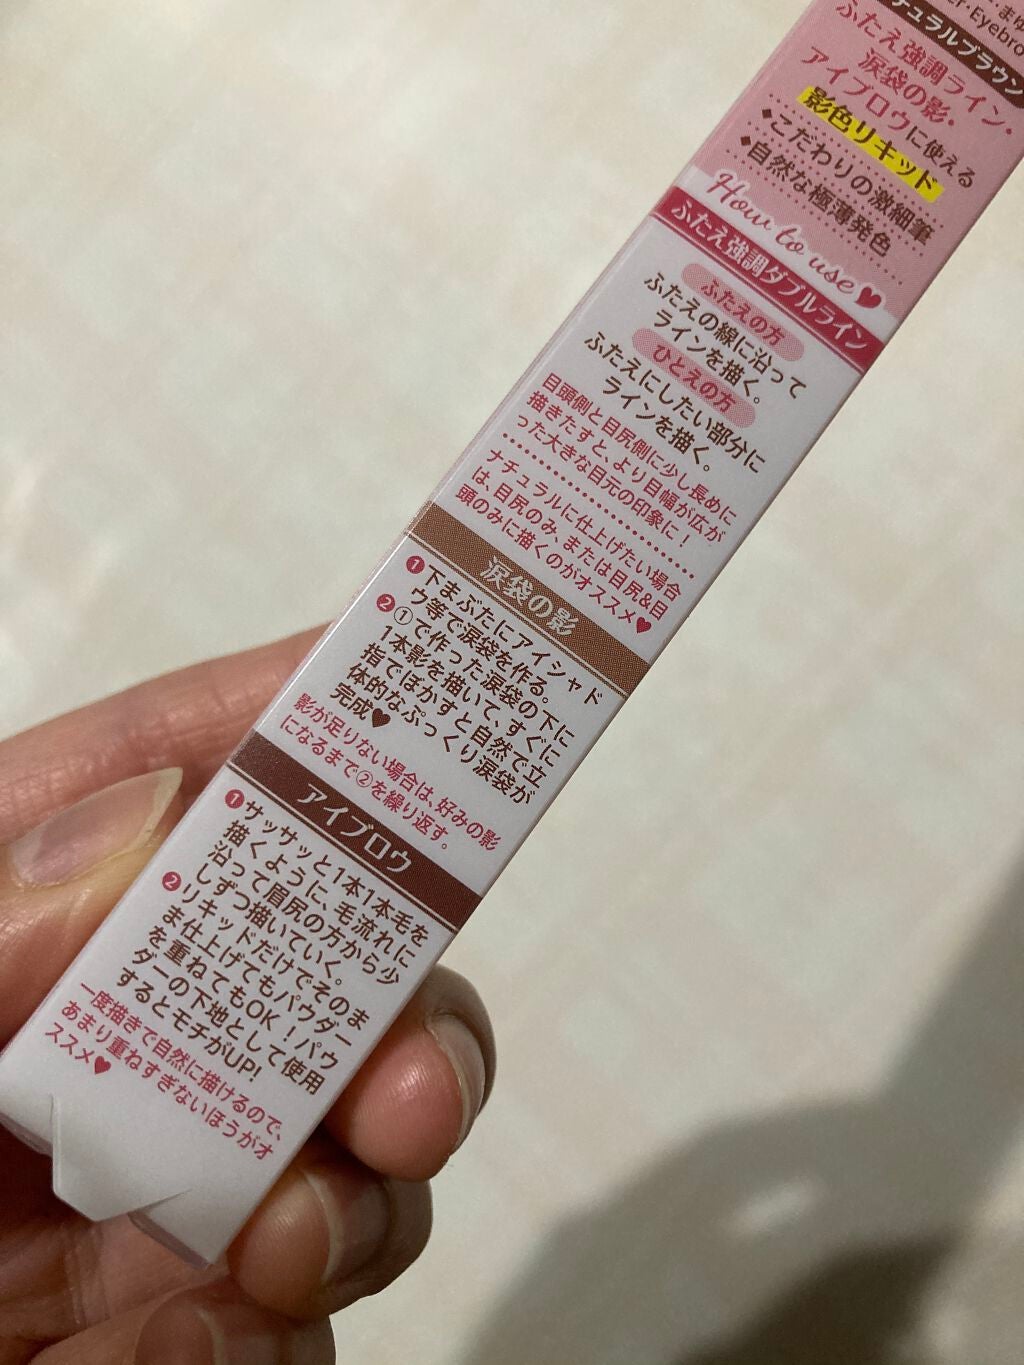 まゆ
er・Eyebro
チュラルブラウン
ふたえ強調ライン・
涙袋の影・
アイブロウに使える
影色リキッド
◆こだわりの激細筆
◆自然な極薄発色
How to use♥
ふたえ強調ダブルライン
ふたえの方
ふたえの線に沿って
ラインを描く。
ひとえの方
ふたえにしたい部分に
ラインを描く。
目頭側と目尻側に少し長めに
描きたすと、より目幅が広が
った大きな目元の印象に！
ナチュラルに仕上げたい場合
は、目尻のみ、または目尻&目
頭のみに描くのがオススメ♥
涙袋の影
❶下まぶたにアイシャド
ウ等で涙袋を作る。
❷①で作った涙袋の下に
1本影を描いて、すぐに
指でぼかすと自然で立
体的なぷっくり涙袋が
完成♥
影が足りない場合は、好みの影
になるまで②を繰り返す。
アイブロウ
❶サッサッと1本1本毛を
描くように、毛流れに
沿って眉尻の方から少
しずつ描いていく。
❷リキッドだけでそのま
ま仕上げてもパウダー
を重ねてもOK！パウ
ダーの下地として使用
するとモチがUP!
一度描きで自然に描けるので、
あまり重ねすぎないほうがオ
ススメ♥